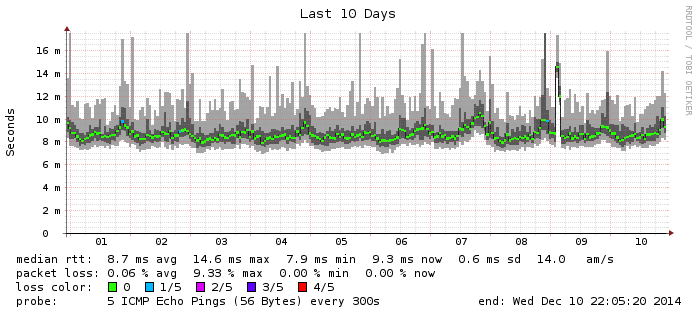 Last 10 Days
RRDTOOL / TOBI OETIKER
Seconds
16 m
14 m
12 m
10 m
8 m
6 m
4 m
2 m
0
01 02 03 04 05 06 07 08 09 10
median rtt: 8.7 ms avg 14.6 ms max 7.9 ms min 9.3 ms now 0.6 ms sd 14.0 am/s
packet loss: 0.06 % avg 9.33 % max 0.00 % min 0.00 % now
loss color: 0 1/5 2/5 3/5 4/5
probe: 5 ICMP Echo Pings (56 Bytes) every 300s end: Wed Dec 10 22:05:20 2014